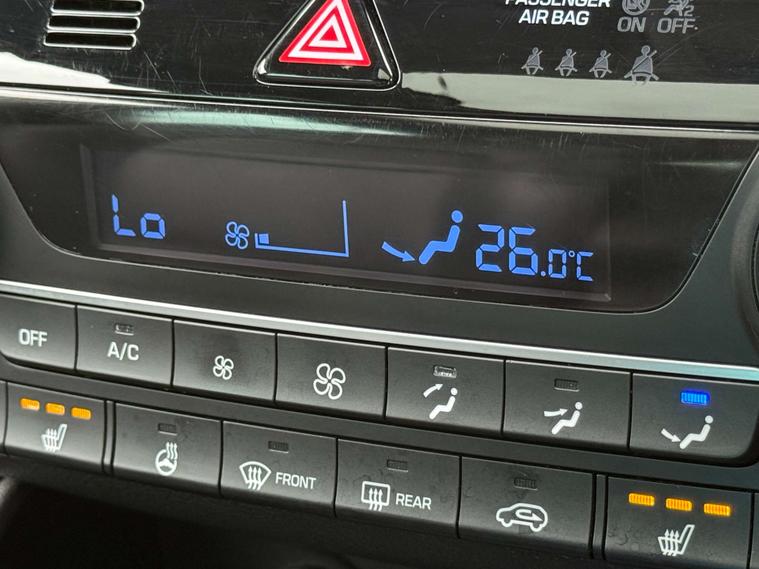 PASSENGER
AIR BAG
ON OFF
Lo
26.0°C
OFF
A/C
FRONT
REAR